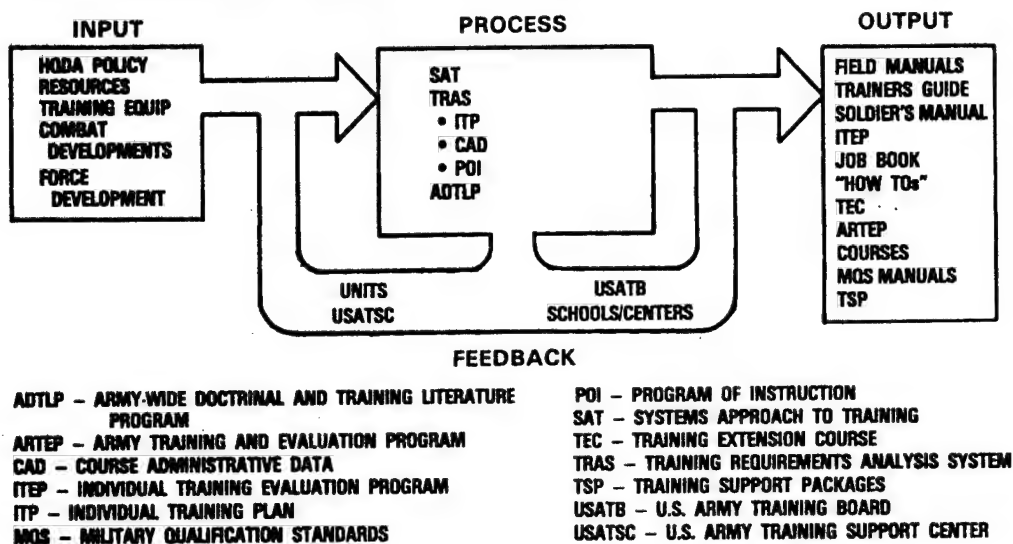 INPUT
HQDA POLICY
RESOURCES
TRAINING EQUIP
COMBAT
DEVELOPMENTS
FORCE
DEVELOPMENT
PROCESS
SAT
TRAS
• ITP
• CAD
• POI
ADTLP
OUTPUT
FIELD MANUALS
TRAINERS GUIDE
SOLDIER'S MANUAL
ITEP
JOB BOOK
"HOW TOs"
TEC
ARTEP
COURSES
MQS MANUALS
TSP
UNITS
USATSC
USATB
SCHOOLS/CENTERS
FEEDBACK
ADTLP – ARMY-WIDE DOCTRINAL AND TRAINING LITERATURE
PROGRAM
ARTEP – ARMY TRAINING AND EVALUATION PROGRAM
CAD – COURSE ADMINISTRATIVE DATA
ITEP – INDIVIDUAL TRAINING EVALUATION PROGRAM
ITP – INDIVIDUAL TRAINING PLAN
MQS – MILITARY QUALIFICATION STANDARDS
POI – PROGRAM OF INSTRUCTION
SAT – SYSTEMS APPROACH TO TRAINING
TEC – TRAINING EXTENSION COURSE
TRAS – TRAINING REQUIREMENTS ANALYSIS SYSTEM
TSP – TRAINING SUPPORT PACKAGES
USATB – U.S. ARMY TRAINING BOARD
USATSC – U.S. ARMY TRAINING SUPPORT CENTER